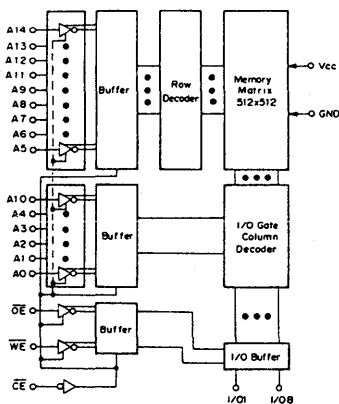 A14
A13
A12
A11
A9
A8
A7
A6
A5
Buffer
Row
Decoder
Memory
Matrix
512x512
Vcc
GND
A10
A4
A3
A2
A1
A0
Buffer
I/O Gate
Column
Decoder
OE
WE
CE
Buffer
I/O Buffer
I/O1
I/O8